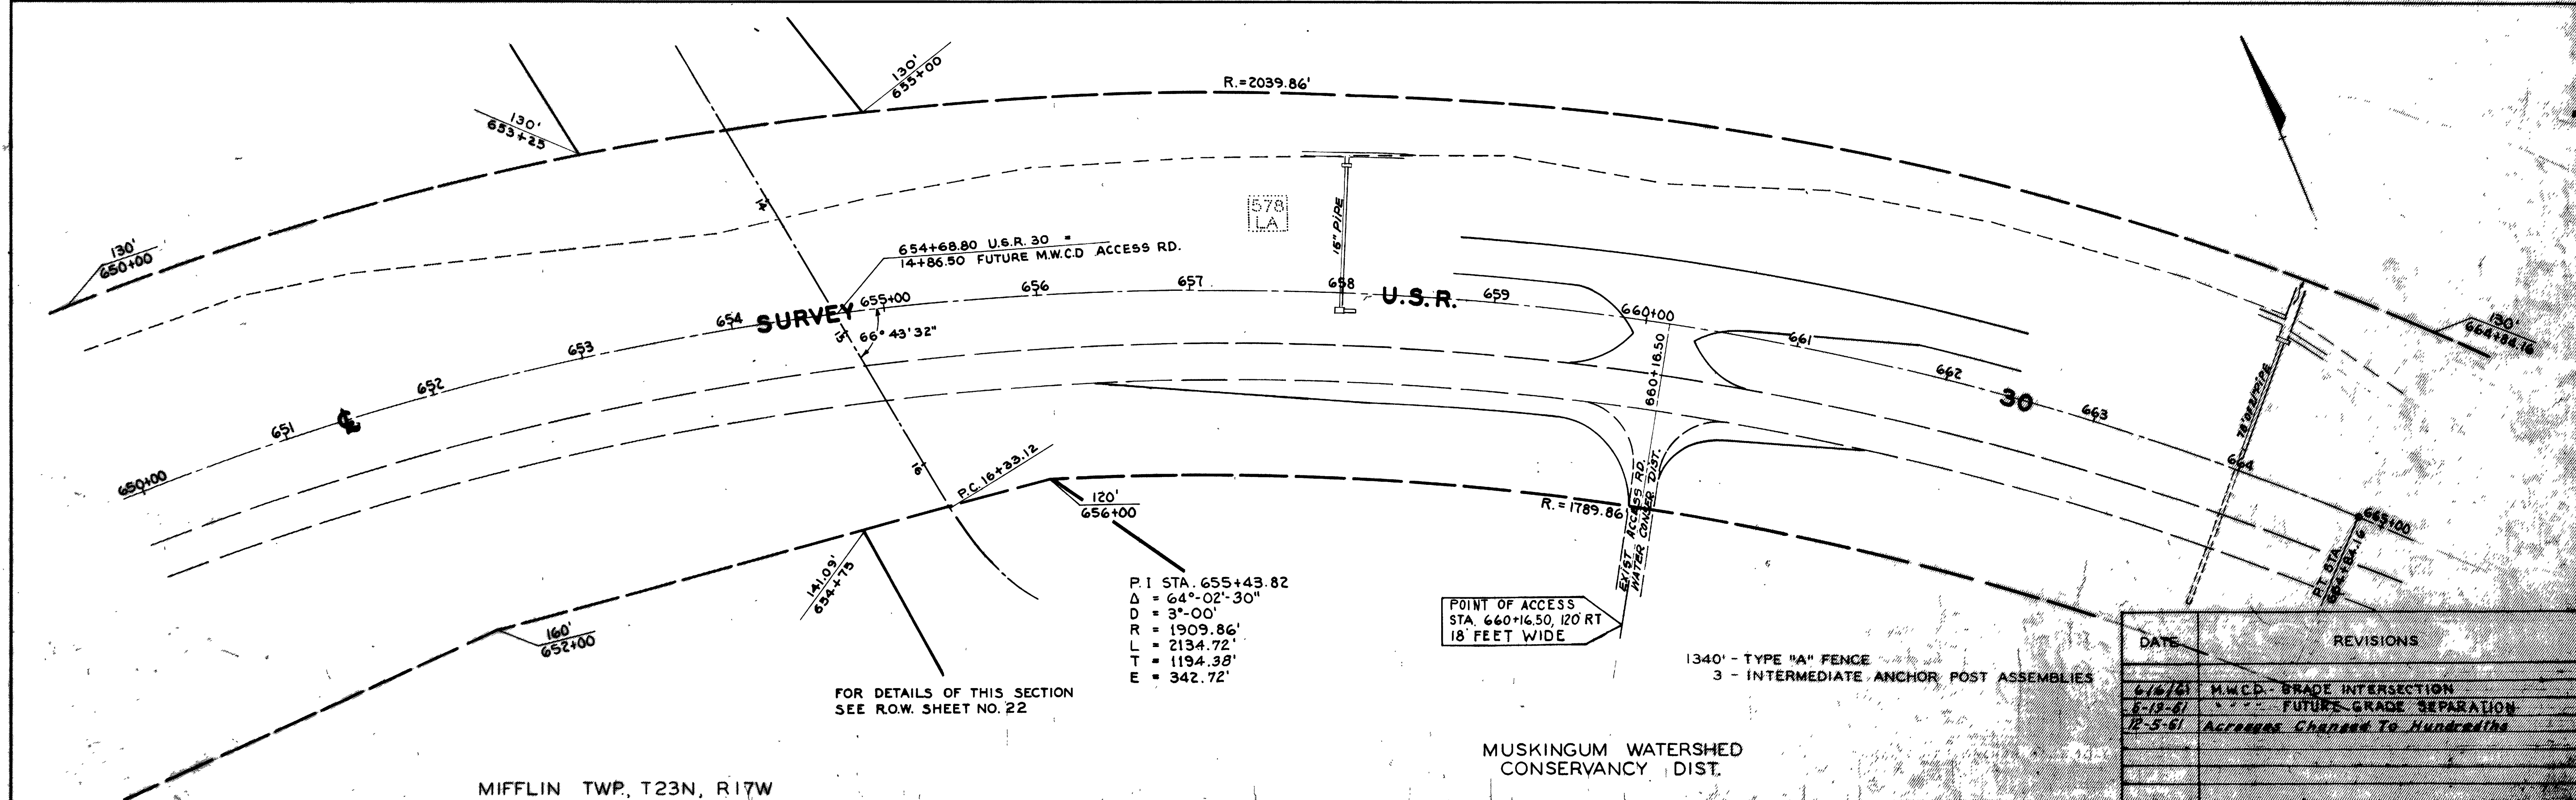 R.=2039.86'
130'
655+00
130'
653+25
130'
650+00
578
LA
16" PIPE
14
654+68.80 U.S.R. 30 =
14+86.50 FUTURE M.W.C.D ACCESS RD.
650+00
651
652
653
654
SURVEY
655+00
656
657
658
U.S.R.
659
660+00
661
662
30
663
664
665+00
15
66° 43' 32"
660+16.50
130'
664+84.16
P.T. STA.
664+84.16
16
P.C. 16+33.12
120'
656+00
R.=1789.86'
EXIST ACCESS RD.
WATER CONSER DIST.
141.09'
654+75
160'
652+00
P.I STA. 655+43.82
Δ = 64°-02'-30"
D = 3°-00'
R = 1909.86'
L = 2134.72'
T = 1194.38'
E = 342.72'
POINT OF ACCESS
STA. 660+16.50, 120' RT
18 FEET WIDE
FOR DETAILS OF THIS SECTION
SEE R.O.W. SHEET NO. 22
1340' - TYPE "A" FENCE
3 - INTERMEDIATE ANCHOR POST ASSEMBLIES
DATE REVISIONS
6/6/61 M.W.C.D.- GRADE INTERSECTION
5-19-61 " " " " FUTURE GRADE SEPARATION
12-5-61 Acreages Changed To Hundredths
MUSKINGUM WATERSHED
CONSERVANCY DIST.
MIFFLIN TWP., T23N, R17W